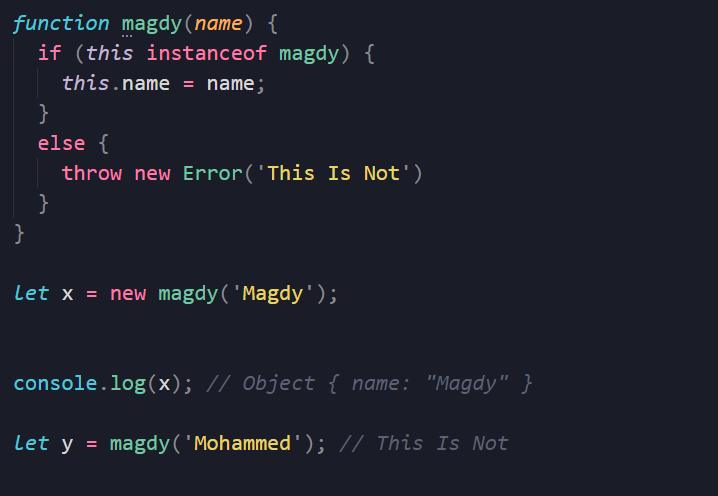 function magdy(name) {
if (this instanceof magdy) {
this.name = name;
}
else {
throw new Error('This Is Not')
}
}
let x = new magdy('Magdy');
console.log(x); // Object { name: "Magdy" }
let y = magdy('Mohammed'); // This Is Not